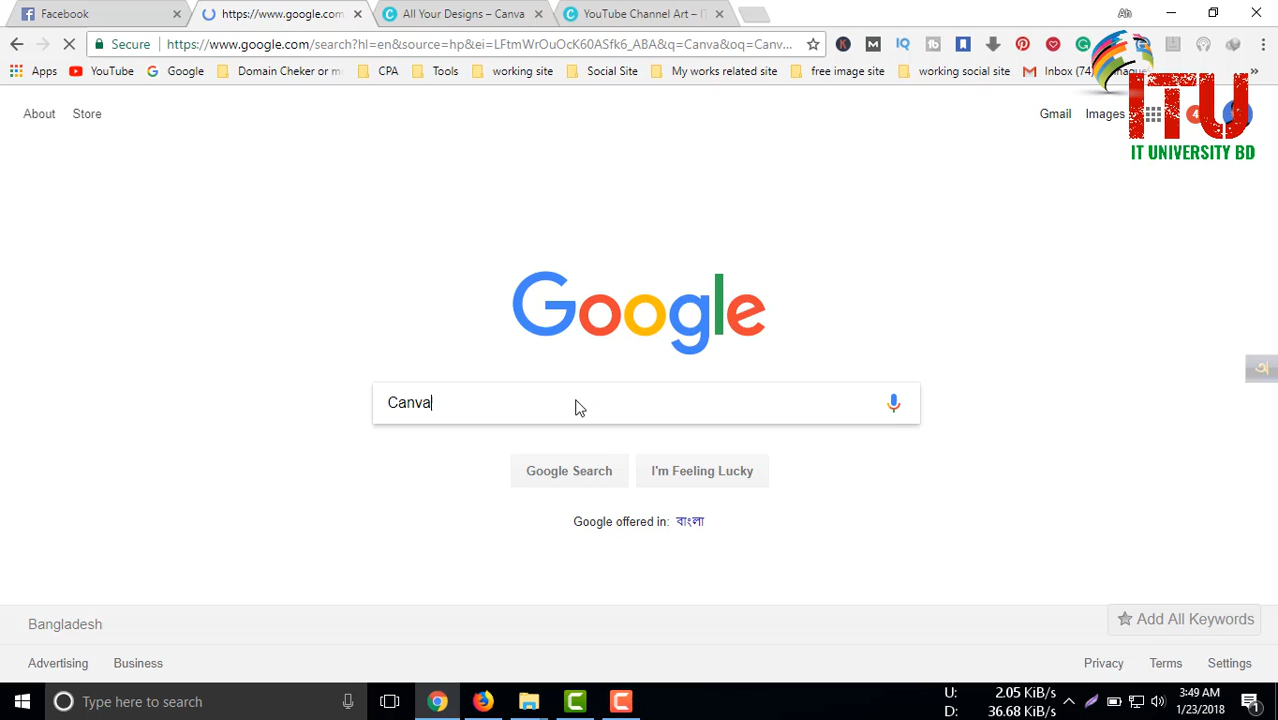 Facebook
https://www.google.com
All Your Designs – Canva
YouTube Channel Art – IT
Ah
Secure
https://www.google.com/search?hl=en&source=hp&ei=LFtmWrOuOcK60ASfk6_ABA&q=Canva&oq=Canv...
Apps
YouTube
Google
Domain Cheker or m
CPA
Tools
working site
Social Site
My works related site
free image site
working social site
Inbox (74)
»
About
Store
Gmail
Images
4
ITU
IT UNIVERSITY BD
Google
অ
Canva
Google Search
I'm Feeling Lucky
Google offered in: বাংলা
Bangladesh
Add All Keywords
Advertising
Business
Privacy
Terms
Settings
Type here to search
U: 2.05 KiB/s
D: 36.68 KiB/s
3:49 AM
1/23/2018
1